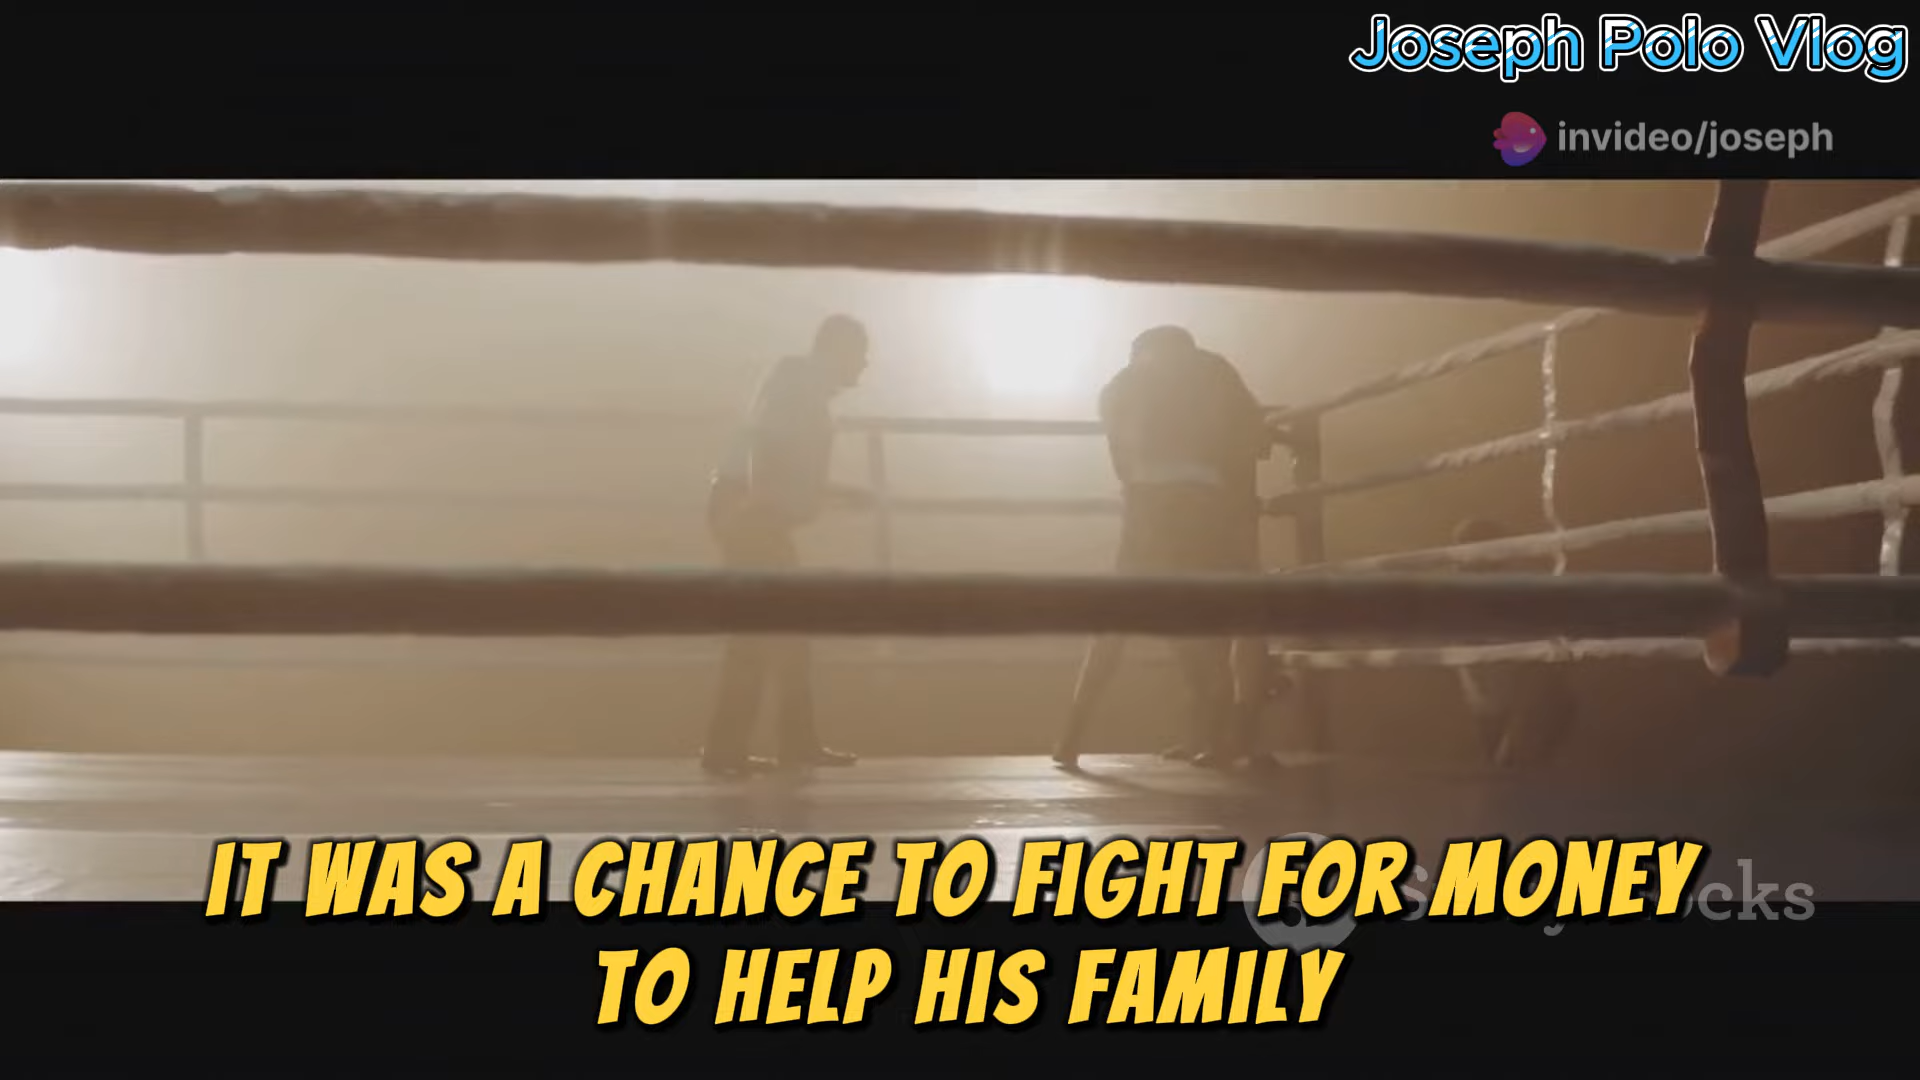 Joseph Polo Vlog
invideo/joseph
IT WAS A CHANCE TO FIGHT FOR MONEY
TO HELP HIS FAMILY